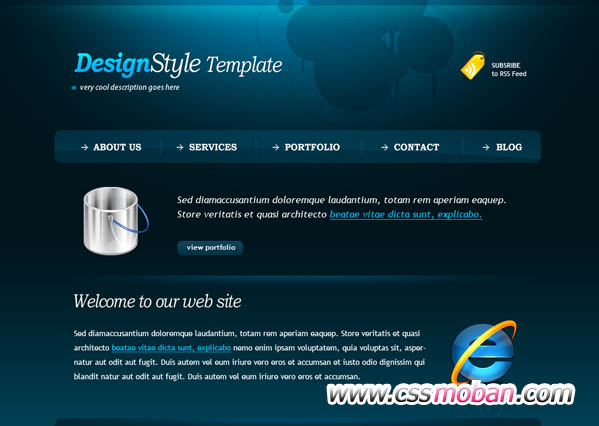 DesignStyle Template
very cool description goes here
SUBSRIBE
to RSS Feed
→ ABOUT US → SERVICES → PORTFOLIO → CONTACT → BLOG
Sed diamaccusantium doloremque laudantium, totam rem aperiam eaquep.
Store veritatis et quasi architecto beatae vitae dicta sunt, explicabo.
view portfolio
Welcome to our web site
Sed diamaccusantium doloremque laudantium, totam rem aperiam eaquep. Store veritatis et quasi
architecto beatae vitae dicta sunt, explicabo nemo enim ipsam voluptatem, quia voluptas sit, asper-
natur aut odit aut fugit. Duis autem vel eum iriure vero eros et accumsan et iusto odio dignissim qui
blandit natur aut odit aut fugit. Duis autem vel eum iriure vero eros et accumsan.
www.cssmoban.com